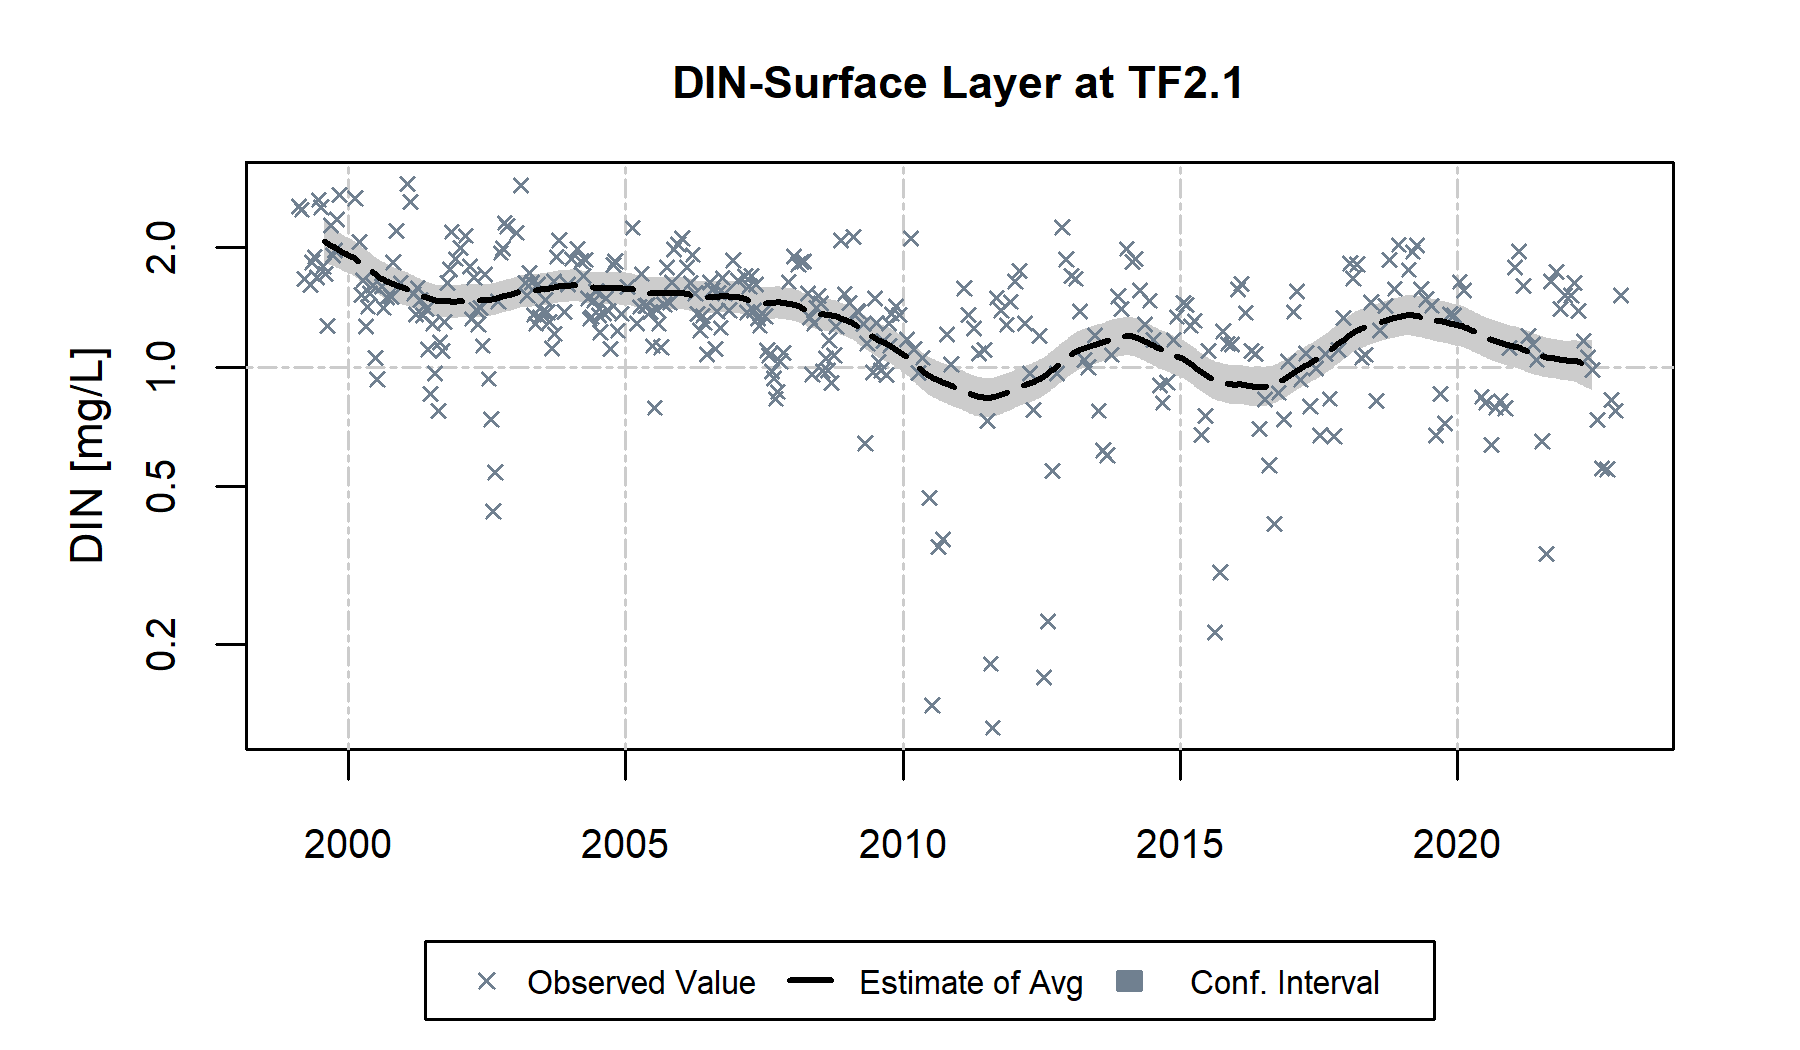 DIN-Surface Layer at TF2.1
DIN [mg/L]
2.0
1.0
0.5
0.2
2000 2005 2010 2015 2020
Observed Value Estimate of Avg Conf. Interval